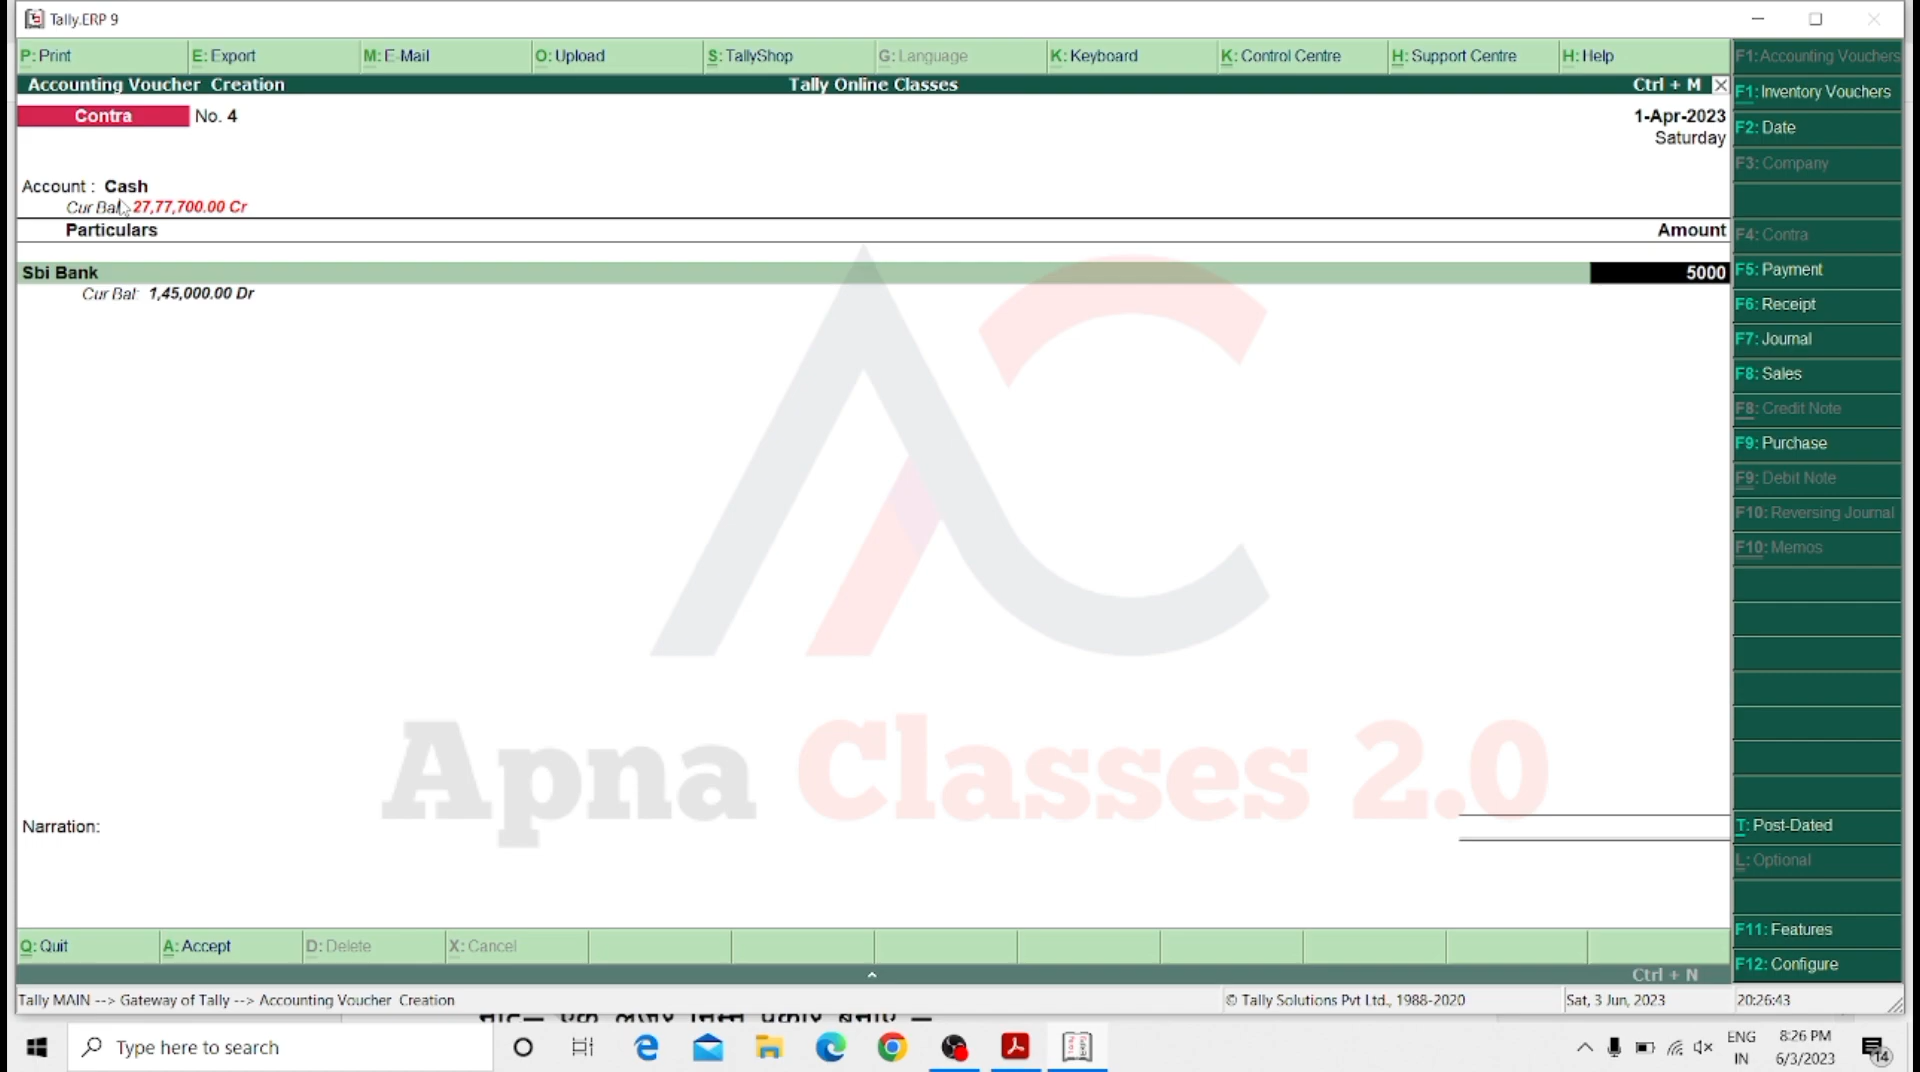 Tally.ERP 9
P: Print E: Export M: E-Mail O: Upload S: TallyShop G: Language K: Keyboard K: Control Centre H: Support Centre H: Help
F1: Accounting Vouchers
Accounting Voucher Creation Tally Online Classes Ctrl + M
F1: Inventory Vouchers
Contra No. 4 1-Apr-2023
F2: Date
Saturday
F3: Company
Account : Cash
Cur Bal: 27,77,700.00 Cr
Particulars Amount
F4: Contra
Sbi Bank 5000
F5: Payment
Cur Bal: 1,45,000.00 Dr
F6: Receipt
F7: Journal
F8: Sales
F8: Credit Note
F9: Purchase
F9: Debit Note
F10: Reversing Journal
F10: Memos
Apna Classes 2.0
Narration:
T: Post-Dated
L: Optional
F11: Features
Q: Quit A: Accept D: Delete X: Cancel
F12: Configure
Ctrl + N
Tally MAIN --> Gateway of Tally --> Accounting Voucher Creation © Tally Solutions Pvt Ltd., 1988-2020 Sat, 3 Jun, 2023 20:26:43
Type here to search
ENG
IN
8:26 PM
6/3/2023
14